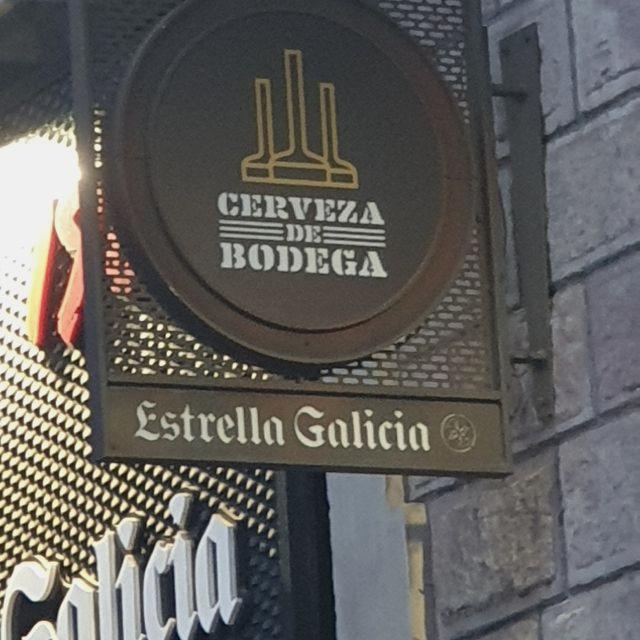 CERVEZA
DE
BODEGA
Estrella Galicia
Galicia